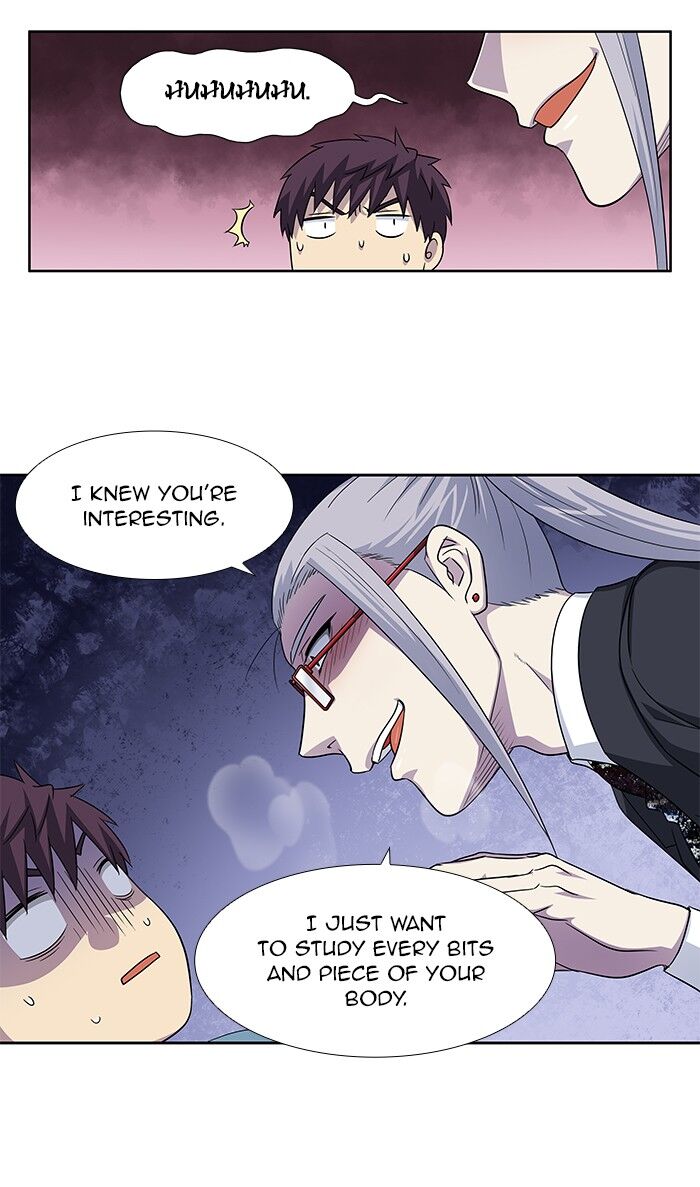 HUHUHUHU.
I KNEW YOU'RE
INTERESTING.
I JUST WANT
TO STUDY EVERY BITS
AND PIECE OF YOUR
BODY.